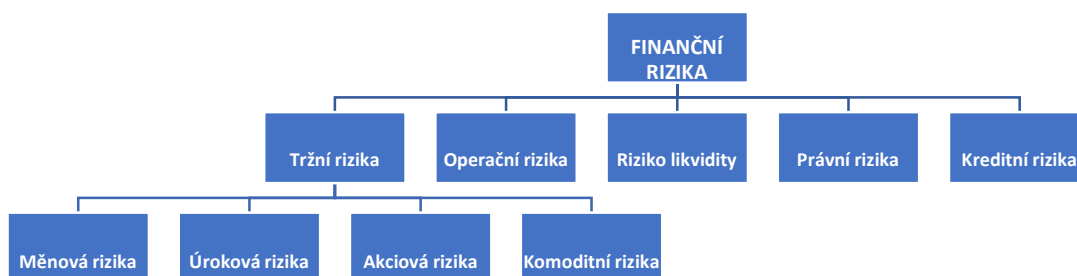 FINANČNÍ
RIZIKA
Tržní rizika
Operační rizika
Riziko likvidity
Právní rizika
Kreditní rizika
Měnová rizika
Úroková rizika
Akciová rizika
Komoditní rizika